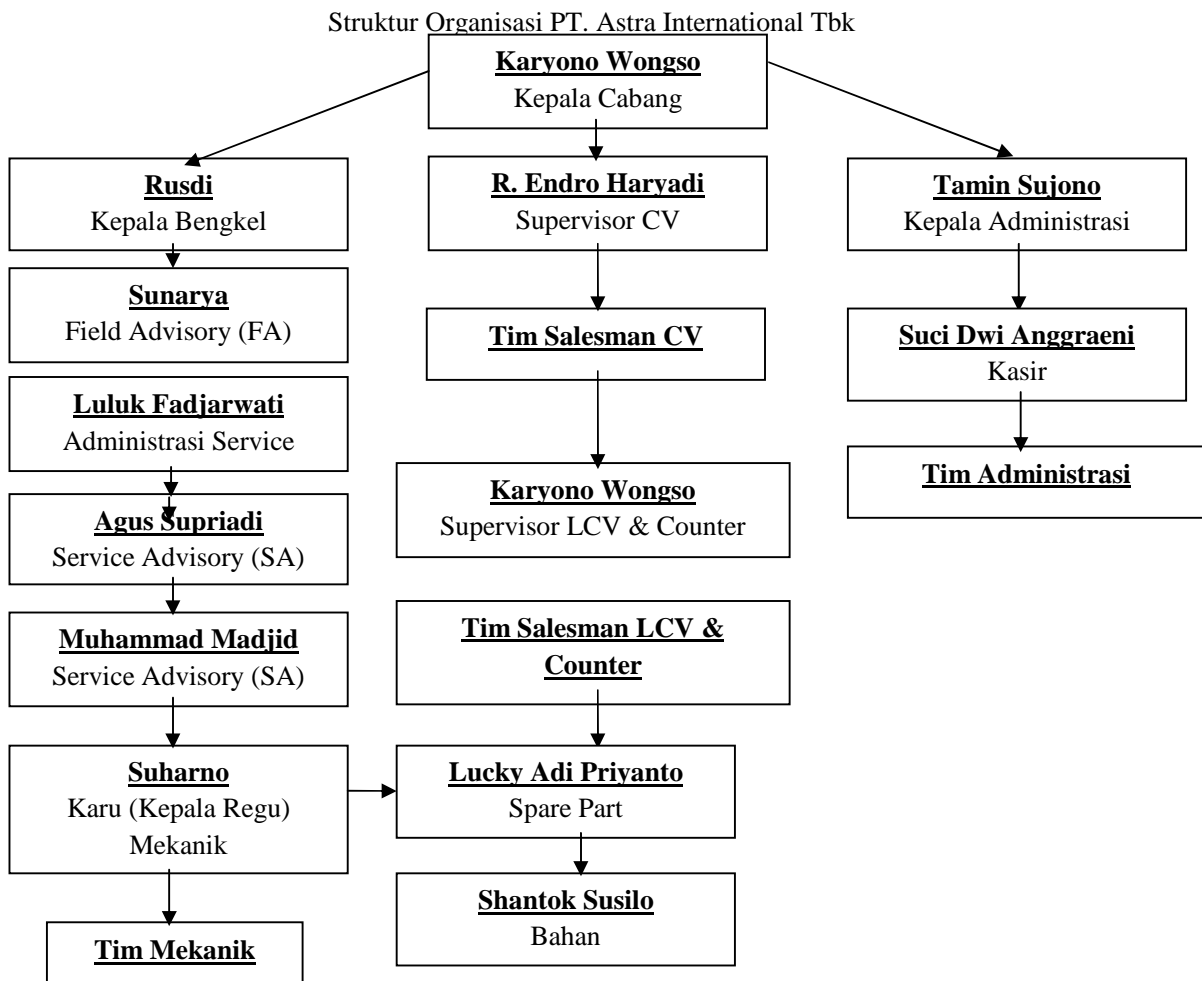 Struktur Organisasi PT. Astra International Tbk
Karyono Wongso
Kepala Cabang
Rusdi
Kepala Bengkel
R. Endro Haryadi
Supervisor CV
Tamin Sujono
Kepala Administrasi
Sunarya
Field Advisory (FA)
Tim Salesman CV
Suci Dwi Anggraeni
Kasir
Luluk Fadjarwati
Administrasi Service
Karyono Wongso
Supervisor LCV & Counter
Tim Administrasi
Agus Supriadi
Service Advisory (SA)
Muhammad Madjid
Service Advisory (SA)
Tim Salesman LCV &
Counter
Suharno
Karu (Kepala Regu)
Mekanik
Lucky Adi Priyanto
Spare Part
Tim Mekanik
Shantok Susilo
Bahan